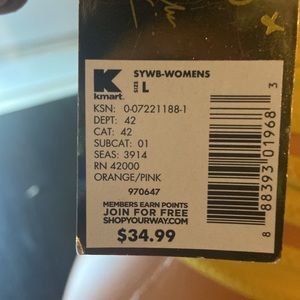 K
kmart.
SYWB-WOMENS
SIZE L
KSN: 0-07221188-1
DEPT: 42
CAT: 42
SUBCAT: 01
SEAS: 3914
RN 42000
ORANGE/PINK
970647
MEMBERS EARN POINTS
JOIN FOR FREE
SHOPYOURWAY.COM
$34.99
8 88393 01968 3